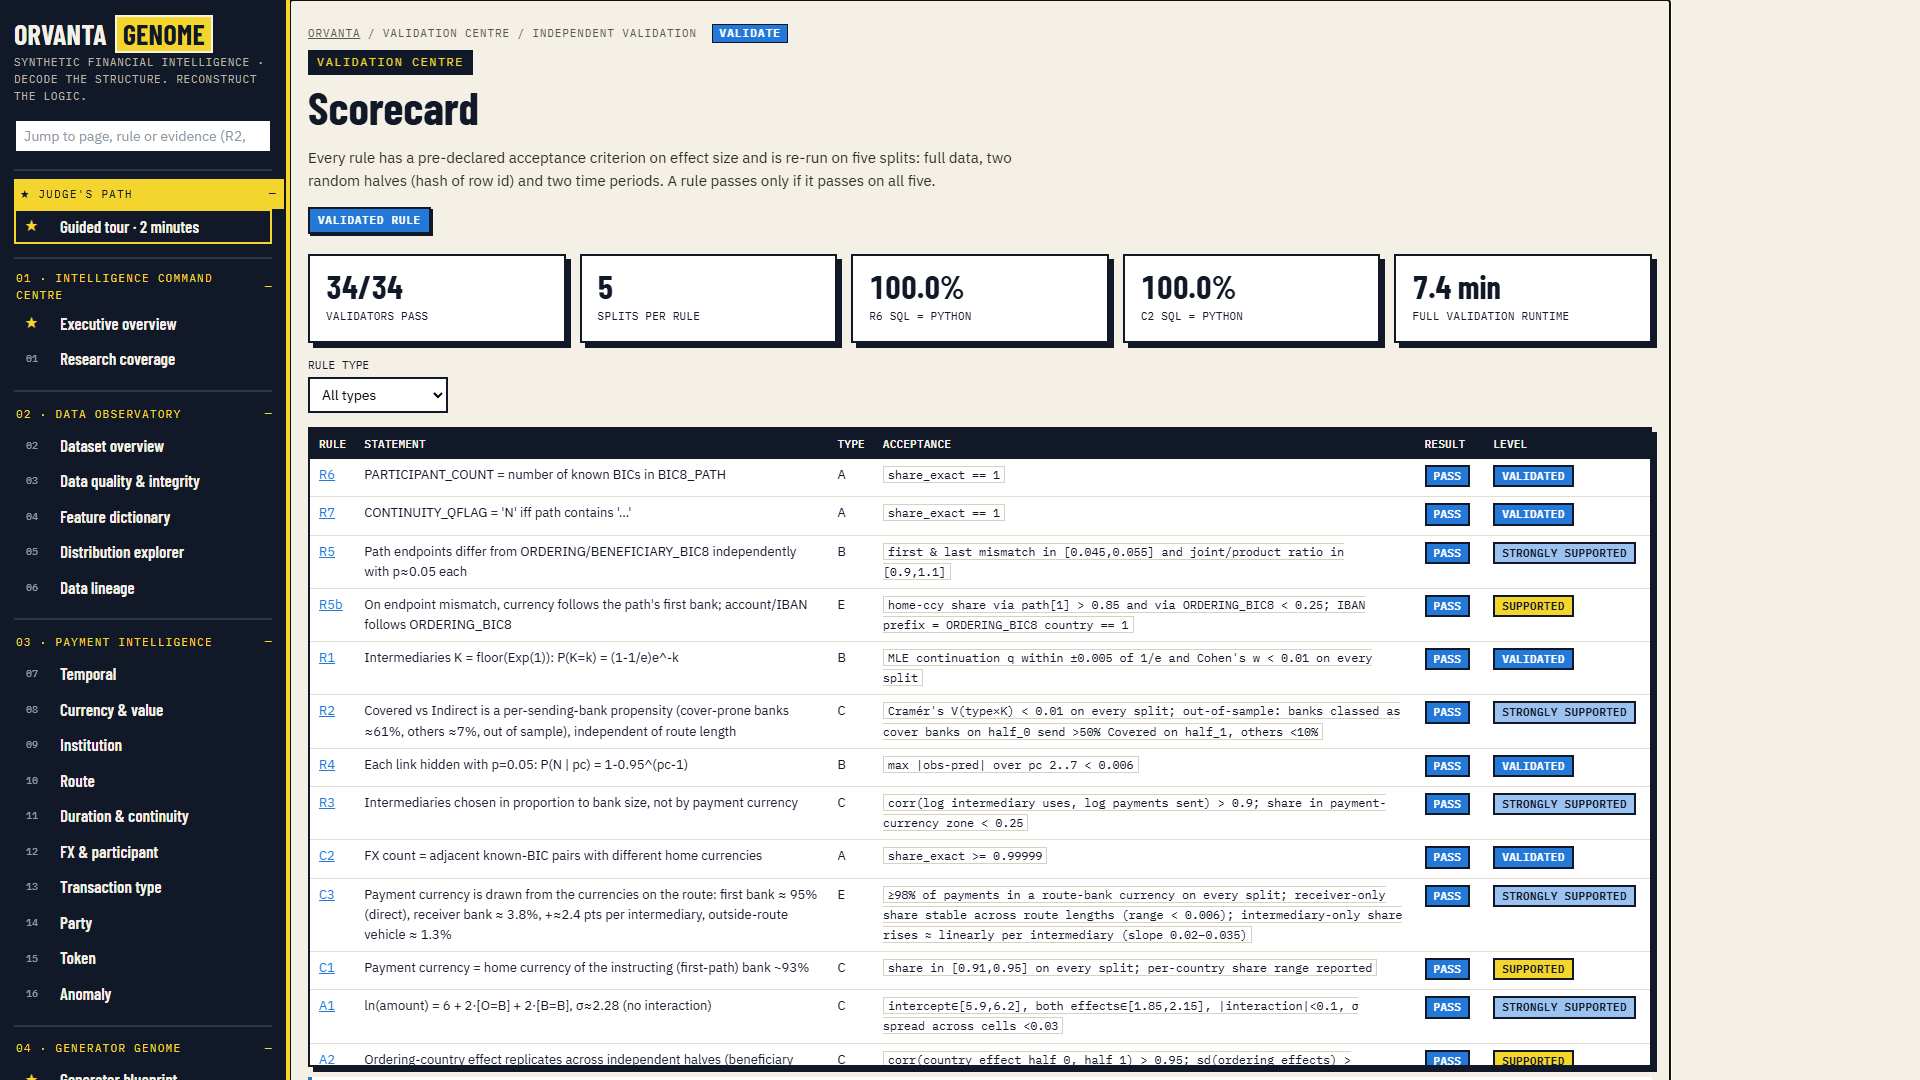 ORVANTA GENOME
SYNTHETIC FINANCIAL INTELLIGENCE ·
DECODE THE STRUCTURE. RECONSTRUCT
THE LOGIC.
Jump to page, rule or evidence (R2,
★ JUDGE'S PATH –
★ Guided tour · 2 minutes
01 · INTELLIGENCE COMMAND
CENTRE –
★ Executive overview
01 Research coverage
02 · DATA OBSERVATORY –
02 Dataset overview
03 Data quality & integrity
04 Feature dictionary
05 Distribution explorer
06 Data lineage
03 · PAYMENT INTELLIGENCE –
07 Temporal
08 Currency & value
09 Institution
10 Route
11 Duration & continuity
12 FX & participant
13 Transaction type
14 Party
15 Token
16 Anomaly
04 · GENERATOR GENOME –
★ Generator blueprint
ORVANTA / VALIDATION CENTRE / INDEPENDENT VALIDATION VALIDATE
VALIDATION CENTRE
Scorecard
Every rule has a pre-declared acceptance criterion on effect size and is re-run on five splits: full data, two
random halves (hash of row id) and two time periods. A rule passes only if it passes on all five.
VALIDATED RULE
34/34
VALIDATORS PASS
5
SPLITS PER RULE
100.0%
R6 SQL = PYTHON
100.0%
C2 SQL = PYTHON
7.4 min
FULL VALIDATION RUNTIME
RULE TYPE
All types
RULE STATEMENT TYPE ACCEPTANCE RESULT LEVEL
R6 PARTICIPANT_COUNT = number of known BICs in BIC8_PATH A share_exact == 1 PASS VALIDATED
R7 CONTINUITY_QFLAG = 'N' iff path contains '...' A share_exact == 1 PASS VALIDATED
R5 Path endpoints differ from ORDERING/BENEFICIARY_BIC8 independently B first & last mismatch in [0.045,0.055] and joint/product ratio in PASS STRONGLY SUPPORTED
with p≈0.05 each [0.9,1.1]
R5b On endpoint mismatch, currency follows the path's first bank; account/IBAN E home-ccy share via path[1] > 0.85 and via ORDERING_BIC8 < 0.25; IBAN PASS SUPPORTED
follows ORDERING_BIC8 prefix = ORDERING_BIC8 country == 1
R1 Intermediaries K = floor(Exp(1)): P(K=k) = (1-1/e)e^-k B MLE continuation q within ±0.005 of 1/e and Cohen's w < 0.01 on every PASS VALIDATED
split
R2 Covered vs Indirect is a per-sending-bank propensity (cover-prone banks C Cramér's V(type×K) < 0.01 on every split; out-of-sample: banks classed as PASS STRONGLY SUPPORTED
≈61%, others ≈7%, out of sample), independent of route length cover banks on half_0 send >50% Covered on half_1, others <10%
R4 Each link hidden with p=0.05: P(N | pc) = 1-0.95^(pc-1) B max |obs-pred| over pc 2..7 < 0.006 PASS VALIDATED
R3 Intermediaries chosen in proportion to bank size, not by payment currency C corr(log intermediary uses, log payments sent) > 0.9; share in payment- PASS STRONGLY SUPPORTED
currency zone < 0.25
C2 FX count = adjacent known-BIC pairs with different home currencies A share_exact >= 0.99999 PASS VALIDATED
C3 Payment currency is drawn from the currencies on the route: first bank ≈ 95% E ≥98% of payments in a route-bank currency on every split; receiver-only PASS STRONGLY SUPPORTED
(direct), receiver bank ≈ 3.8%, +≈2.4 pts per intermediary, outside-route share stable across route lengths (range < 0.006); intermediary-only share
vehicle ≈ 1.3% rises ≈ linearly per intermediary (slope 0.02–0.035)
C1 Payment currency = home currency of the instructing (first-path) bank ~93% C share in [0.91,0.95] on every split; per-country share range reported PASS SUPPORTED
A1 ln(amount) = 6 + 2·[O=B] + 2·[B=B], σ≈2.28 (no interaction) C intercept∈[5.9,6.2], both effects∈[1.85,2.15], |interaction|<0.1, σ PASS STRONGLY SUPPORTED
spread across cells <0.03
A2 Ordering-country effect replicates across independent halves (beneficiary C corr(country effect half 0, half 1) > 0.95; sd(ordering effects) > PASS SUPPORTED